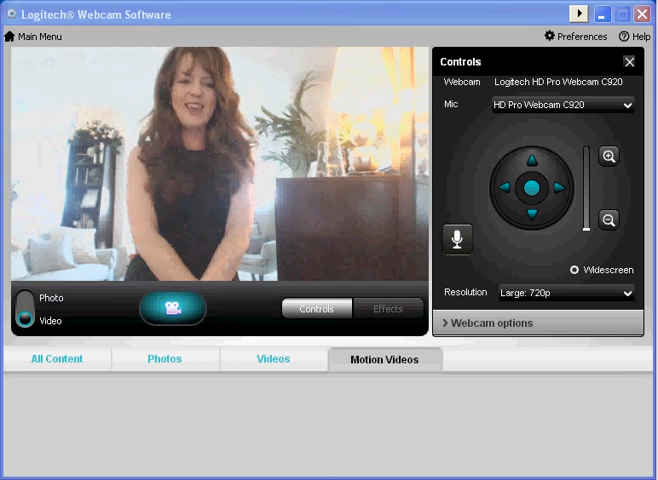 Logitech® Webcam Software
Main Menu
Preferences
Help
Controls
Webcam
Logitech HD Pro Webcam C920
Mic
HD Pro Webcam C920
Widescreen
Resolution
Large: 720p
Webcam options
Photo
Video
Controls
Effects
All Content
Photos
Videos
Motion Videos